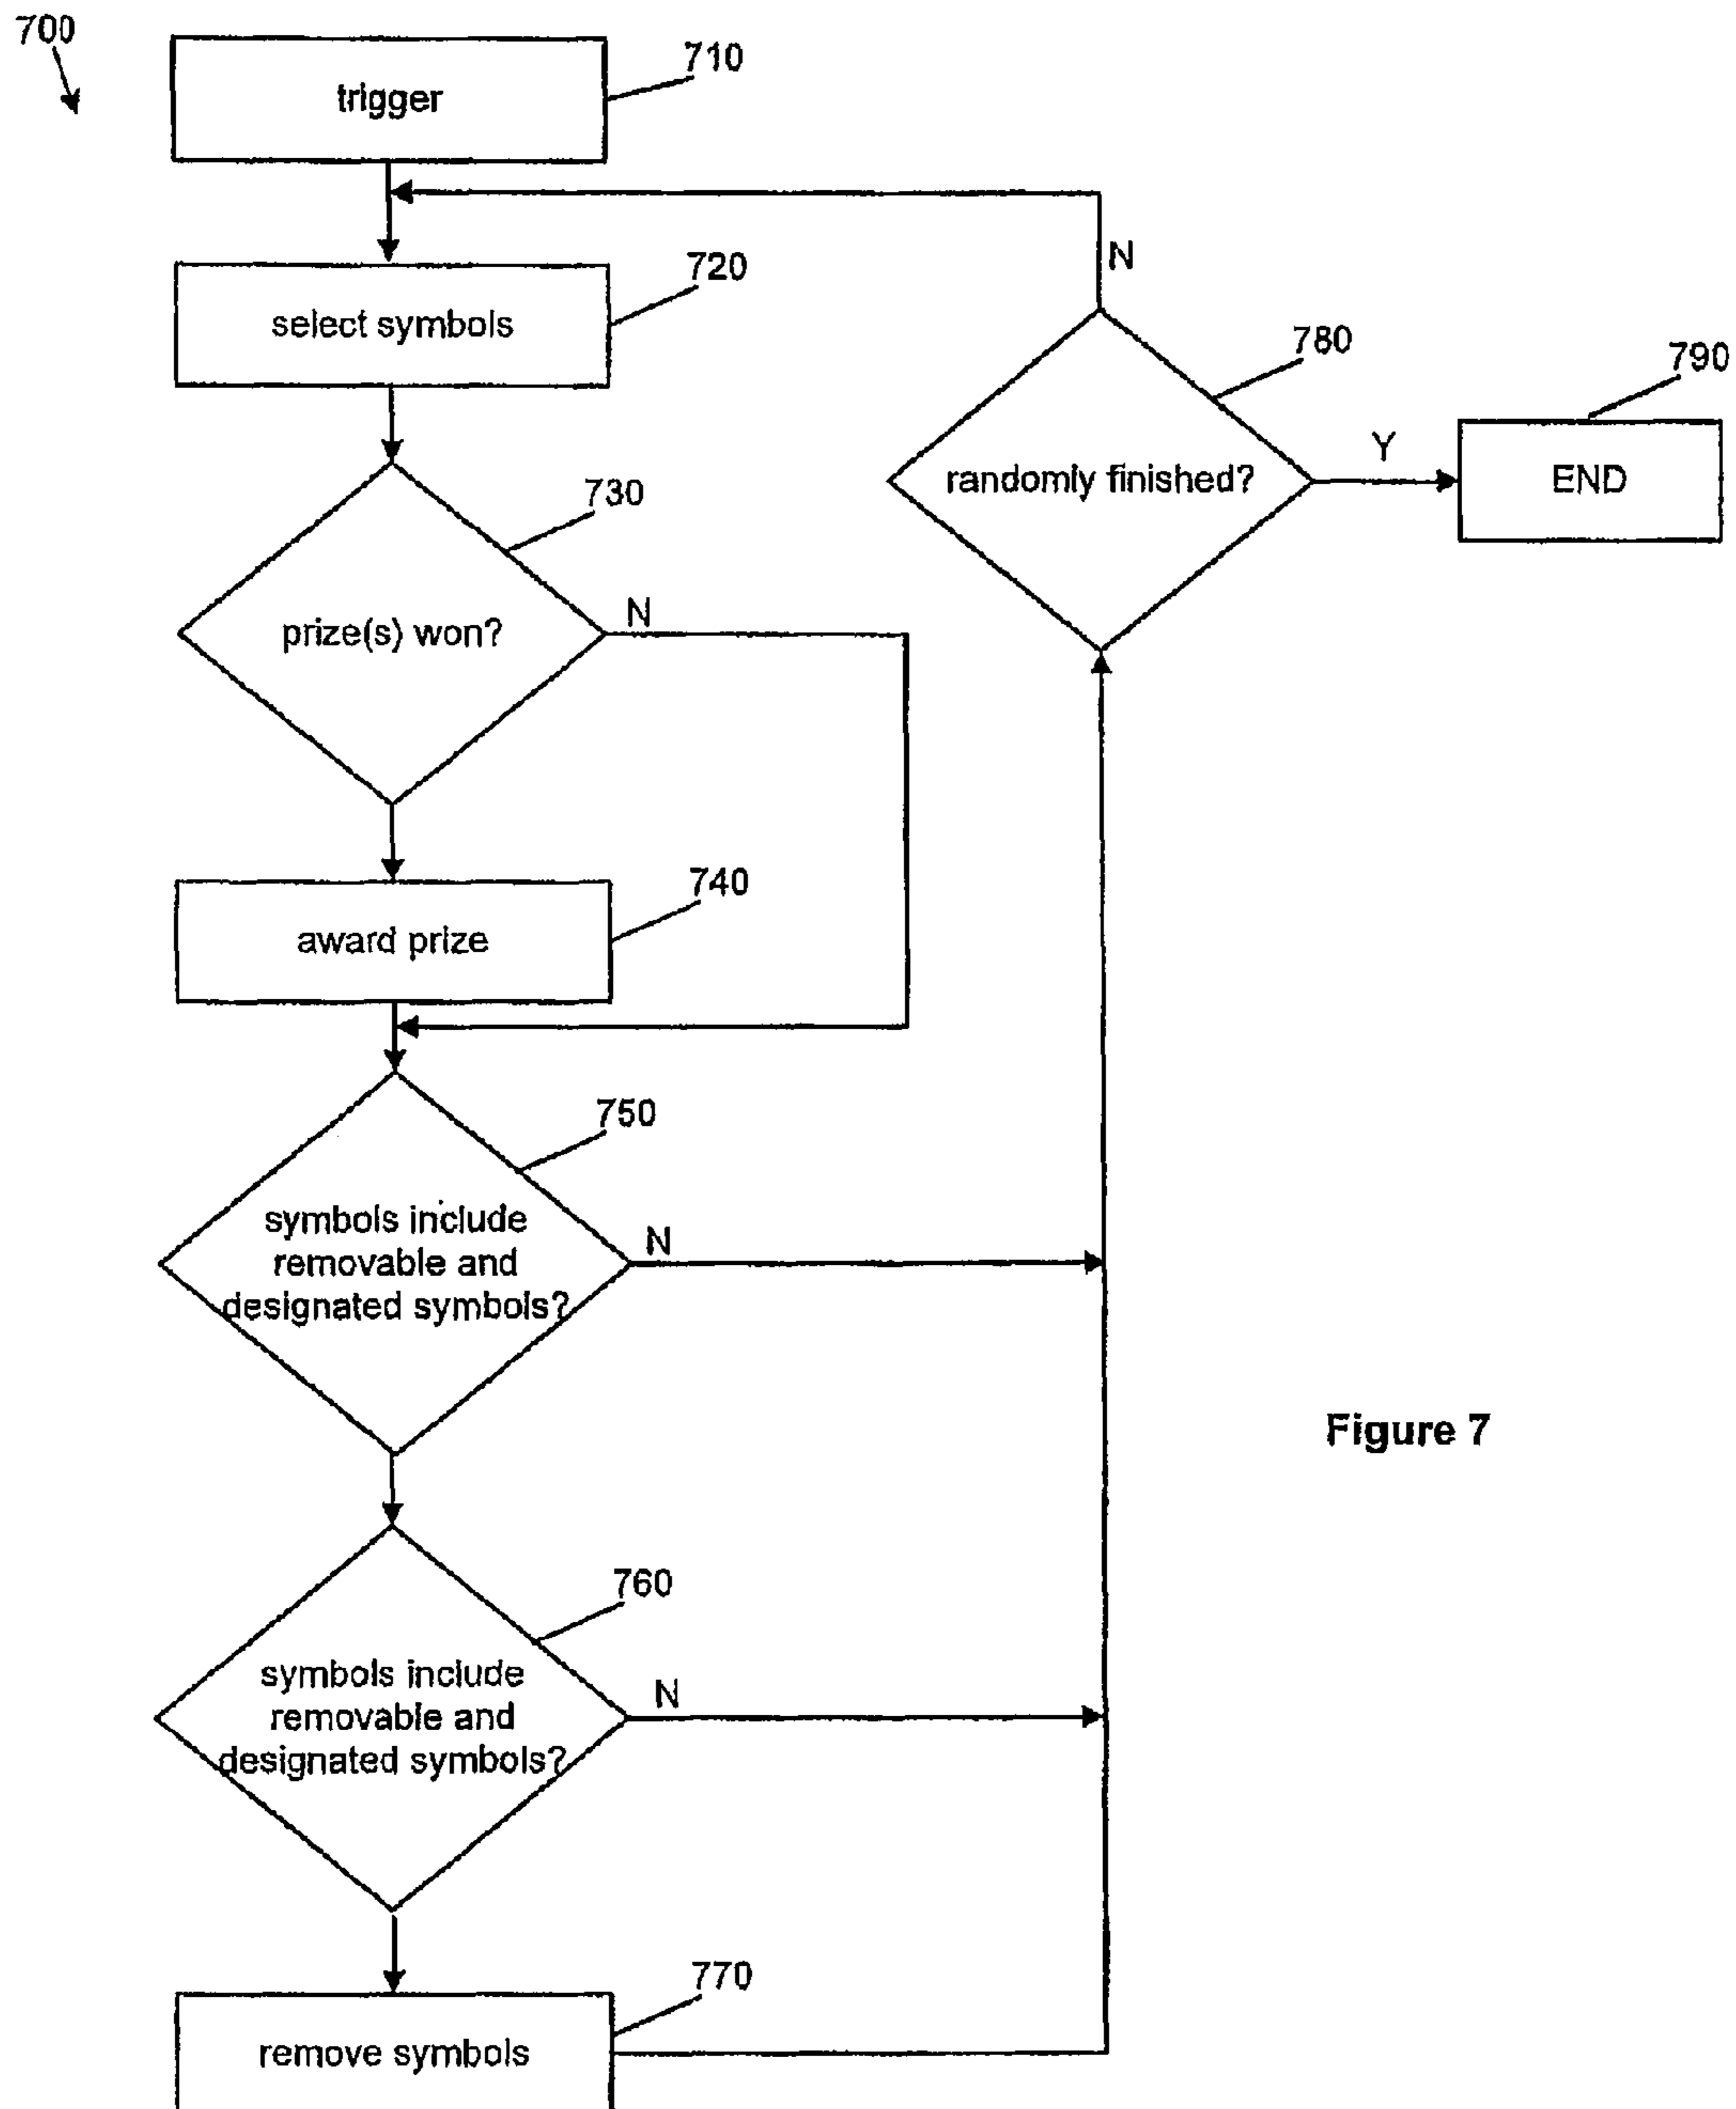 700
trigger
710
select symbols
720
N
randomly finished?
780
Y
END
790
prize(s) won?
730
N
award prize
740
symbols include
removable and
designated symbols?
750
N
symbols include
removable and
designated symbols?
760
N
remove symbols
770
Figure 7